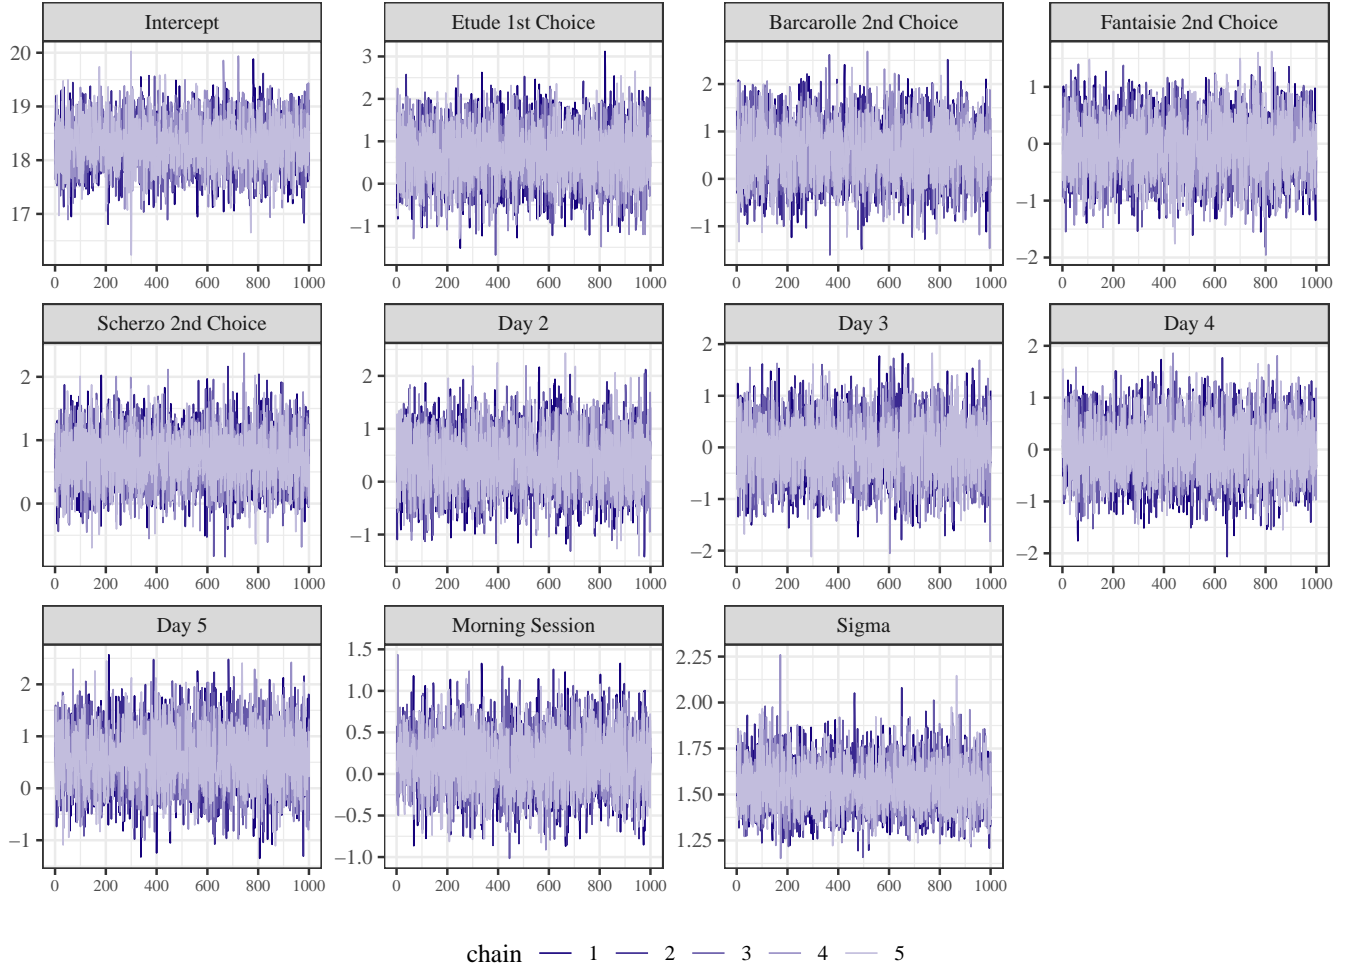 Intercept
Etude 1st Choice
Barcarolle 2nd Choice
Fantaisie 2nd Choice
20
19
18
17
0 200 400 600 800 1000
3
2
1
0
−1
0 200 400 600 800 1000
2
1
0
−1
0 200 400 600 800 1000
1
0
−1
−2
0 200 400 600 800 1000
Scherzo 2nd Choice
Day 2
Day 3
Day 4
2
1
0
0 200 400 600 800 1000
2
1
0
−1
0 200 400 600 800 1000
2
1
0
−1
−2
0 200 400 600 800 1000
2
1
0
−1
−2
0 200 400 600 800 1000
Day 5
Morning Session
Sigma
2
1
0
−1
0 200 400 600 800 1000
1.5
1.0
0.5
0.0
−0.5
−1.0
0 200 400 600 800 1000
2.25
2.00
1.75
1.50
1.25
0 200 400 600 800 1000
chain 1 2 3 4 5